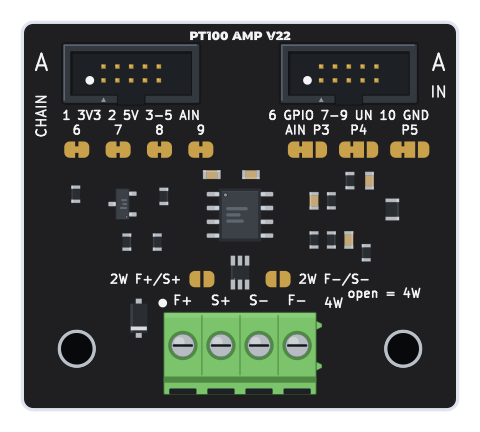 PT100 AMP V22
A
A
CHAIN
IN
1 3V3 2 5V 3-5 AIN
6 GPIO 7-9 UN 10 GND
6 7 8 9
AIN P3 P4 P5
2W F+/S+
2W F-/S-
open = 4W
F+ S+ S- F-
4W